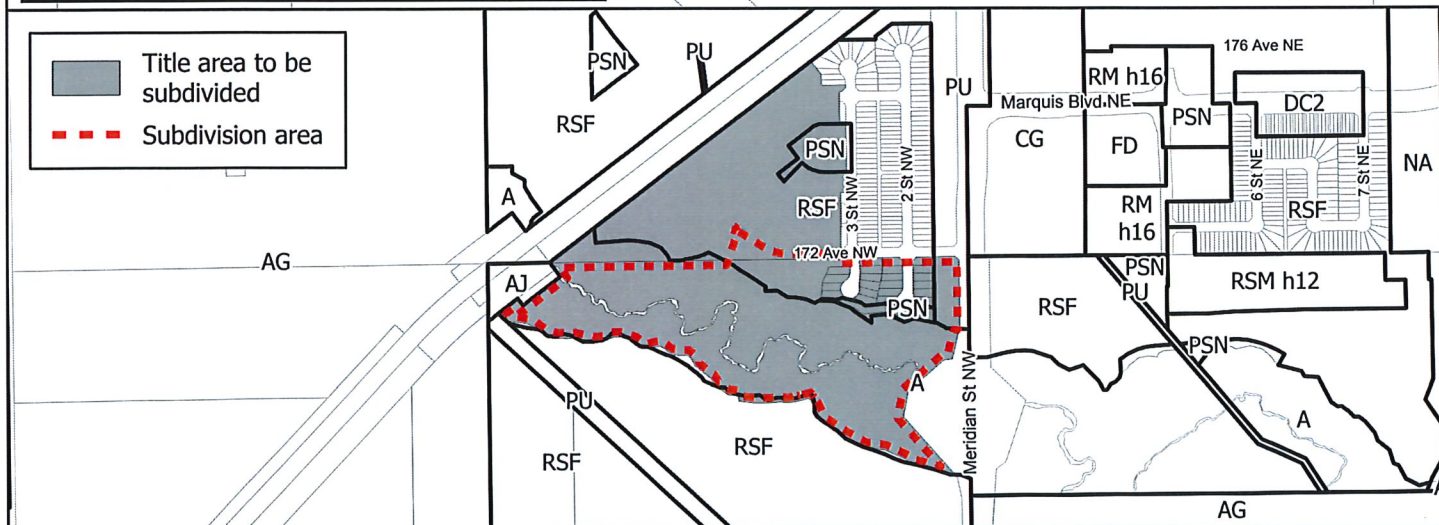 Title area to be
subdivided
Subdivision area
PSN
PU
RSF
A
AG
AJ
PSN
RSF
3 St NW
2 St NW
172 Ave NW
PSN
PU
A
Meridian St NW
PU
RSF
RSF
176 Ave NE
RM h16
Marquis Blvd NE
PSN
DC2
CG
FD
NA
6 St NE
7 St NE
RSF
RM
h16
PSN
PU
RSM h12
RSF
PSN
A
AG